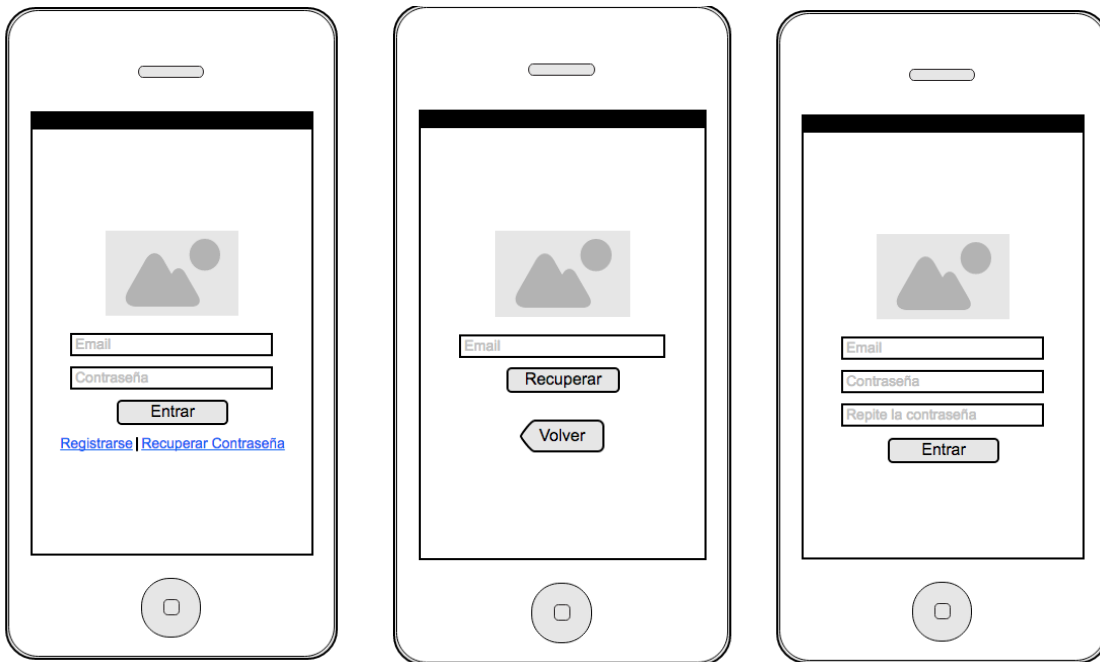 Email
Contraseña
Entrar
Registrarse | Recuperar Contraseña
Email
Recuperar
Volver
Email
Contraseña
Repite la contraseña
Entrar